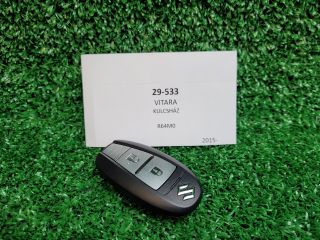 29-533
VITARA
KULCSHÁZ
R64M0
2015-